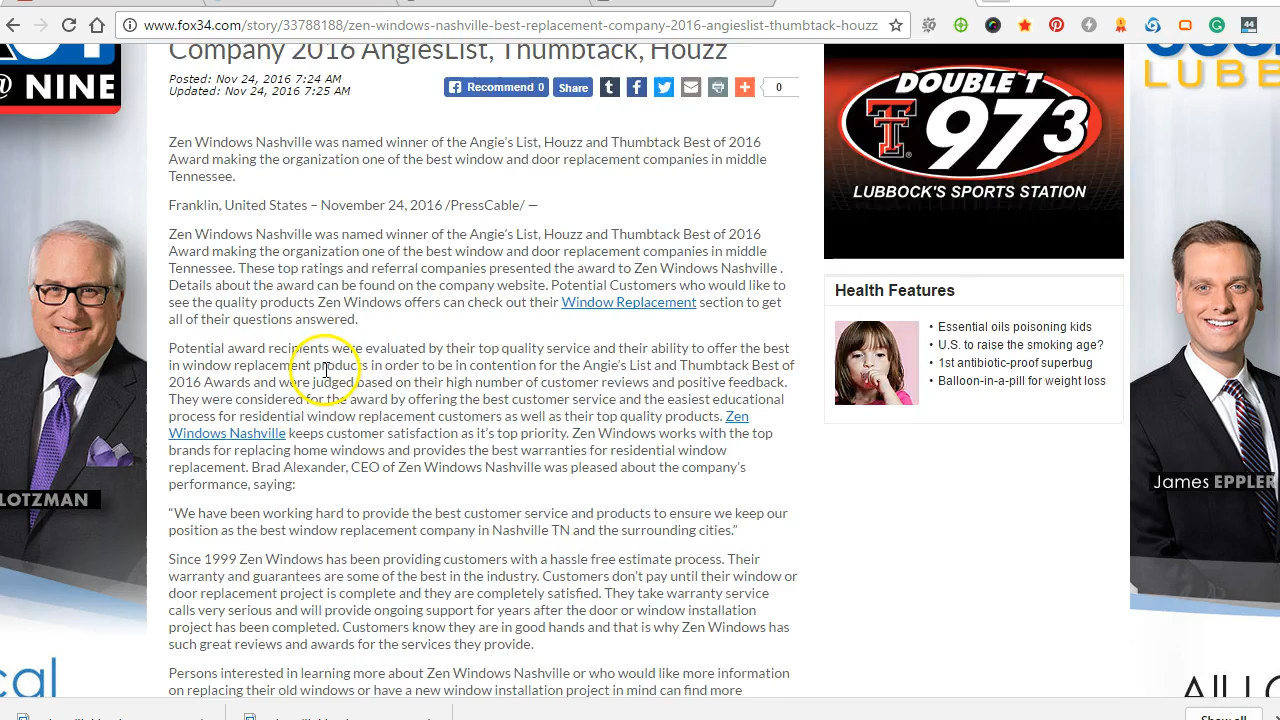 www.fox34.com/story/33788188/zen-windows-nashville-best-replacement-company-2016-angieslist-thumbtack-houzz
44
@ NINE
Company 2016 AngiesList, Thumbtack, Houzz
Posted: Nov 24, 2016 7:24 AM
Updated: Nov 24, 2016 7:25 AM
Recommend 0
Share
0
Zen Windows Nashville was named winner of the Angie's List, Houzz and Thumbtack Best of 2016
Award making the organization one of the best window and door replacement companies in middle
Tennessee.
Franklin, United States – November 24, 2016 /PressCable/ —
Zen Windows Nashville was named winner of the Angie's List, Houzz and Thumbtack Best of 2016
Award making the organization one of the best window and door replacement companies in middle
Tennessee. These top ratings and referral companies presented the award to Zen Windows Nashville .
Details about the award can be found on the company website. Potential Customers who would like to
see the quality products Zen Windows offers can check out their Window Replacement section to get
all of their questions answered.
Potential award recipients were evaluated by their top quality service and their ability to offer the best
in window replacement products in order to be in contention for the Angie's List and Thumbtack Best of
2016 Awards and were judged based on their high number of customer reviews and positive feedback.
They were considered for the award by offering the best customer service and the easiest educational
process for residential window replacement customers as well as their top quality products. Zen
Windows Nashville keeps customer satisfaction as it's top priority. Zen Windows works with the top
brands for replacing home windows and provides the best warranties for residential window
replacement. Brad Alexander, CEO of Zen Windows Nashville was pleased about the company's
performance, saying:
"We have been working hard to provide the best customer service and products to ensure we keep our
position as the best window replacement company in Nashville TN and the surrounding cities."
Since 1999 Zen Windows has been providing customers with a hassle free estimate process. Their
warranty and guarantees are some of the best in the industry. Customers don't pay until their window or
door replacement project is complete and they are completely satisfied. They take warranty service
calls very serious and will provide ongoing support for years after the door or window installation
project has been completed. Customers know they are in good hands and that is why Zen Windows has
such great reviews and awards for the services they provide.
Persons interested in learning more about Zen Windows Nashville or who would like more information
on replacing their old windows or have a new window installation project in mind can find more
DOUBLE T
97.3
LUBBOCK'S SPORTS STATION
Health Features
• Essential oils poisoning kids
• U.S. to raise the smoking age?
• 1st antibiotic-proof superbug
• Balloon-in-a-pill for weight loss
LOTZMAN
LUBB
James EPPLER
Show all